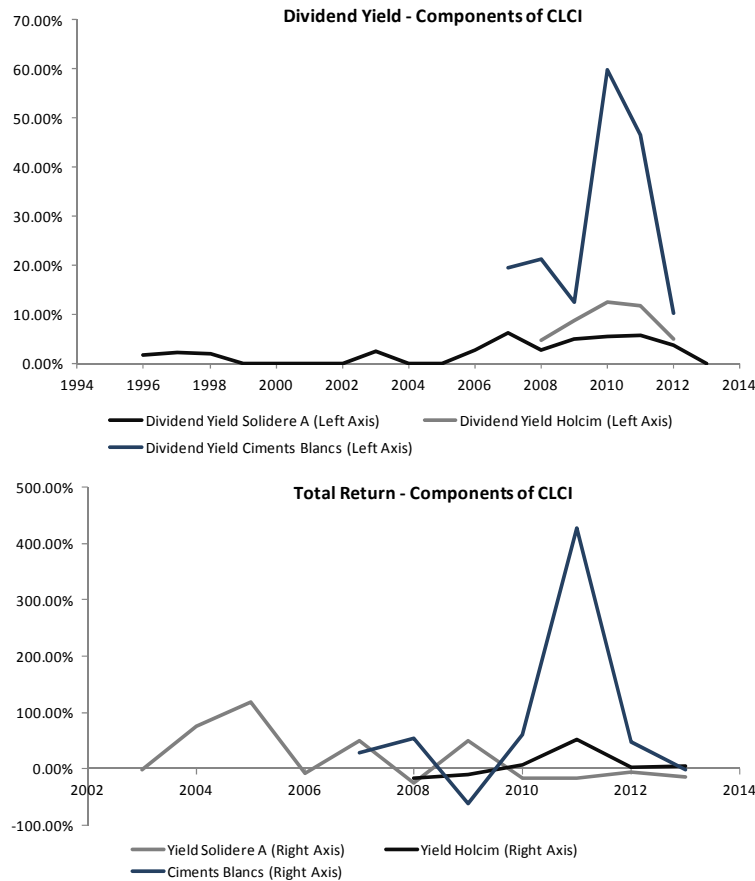 Dividend Yield - Components of CLCI
70.00%
60.00%
50.00%
40.00%
30.00%
20.00%
10.00%
0.00%
1994 1996 1998 2000 2002 2004 2006 2008 2010 2012 2014
Dividend Yield Solidere A (Left Axis) Dividend Yield Holcim (Left Axis)
Dividend Yield Ciments Blancs (Left Axis)
Total Return - Components of CLCI
500.00%
400.00%
300.00%
200.00%
100.00%
0.00%
2002 2004 2006 2008 2010 2012 2014
-100.00%
Yield Solidere A (Right Axis) Yield Holcim (Right Axis)
Ciments Blancs (Right Axis)